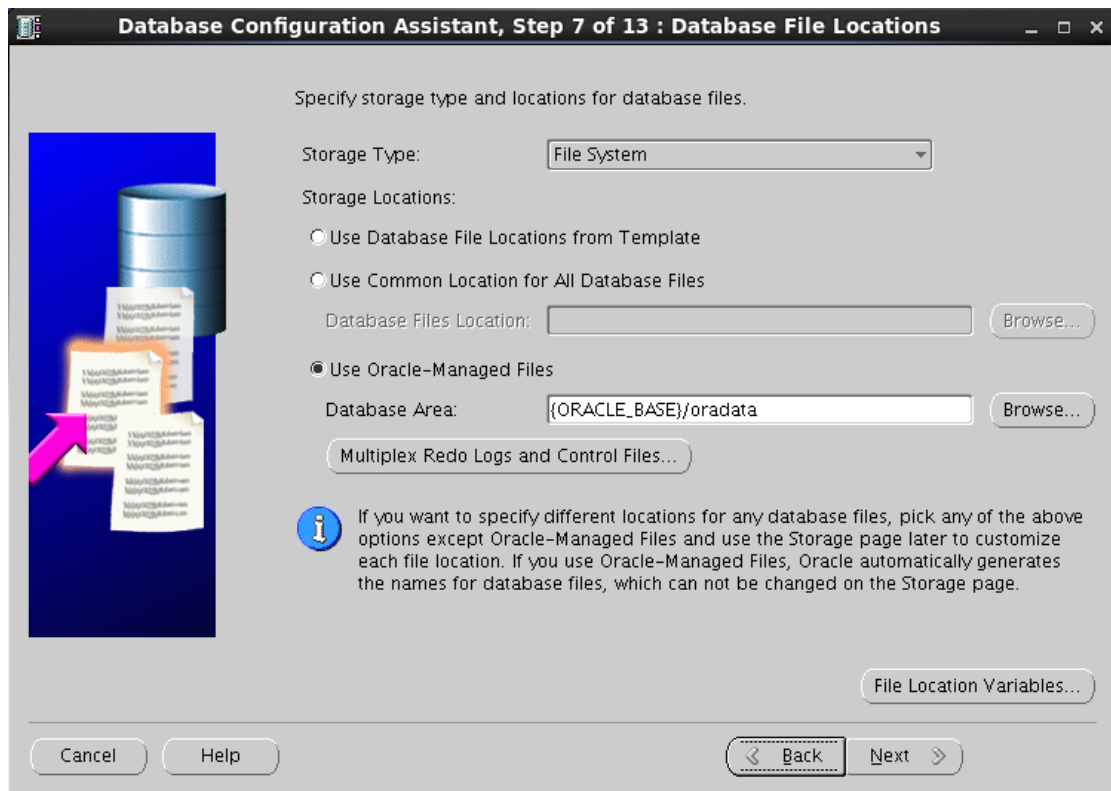 Database Configuration Assistant, Step 7 of 13 : Database File Locations
Specify storage type and locations for database files.
Storage Type:
File System
Storage Locations:
Use Database File Locations from Template
Use Common Location for All Database Files
Database Files Location:
Browse...
Use Oracle-Managed Files
Database Area:
{ORACLE_BASE}/oradata
Browse...
Multiplex Redo Logs and Control Files...
If you want to specify different locations for any database files, pick any of the above
options except Oracle-Managed Files and use the Storage page later to customize
each file location. If you use Oracle-Managed Files, Oracle automatically generates
the names for database files, which can not be changed on the Storage page.
File Location Variables...
Cancel
Help
Back
Next